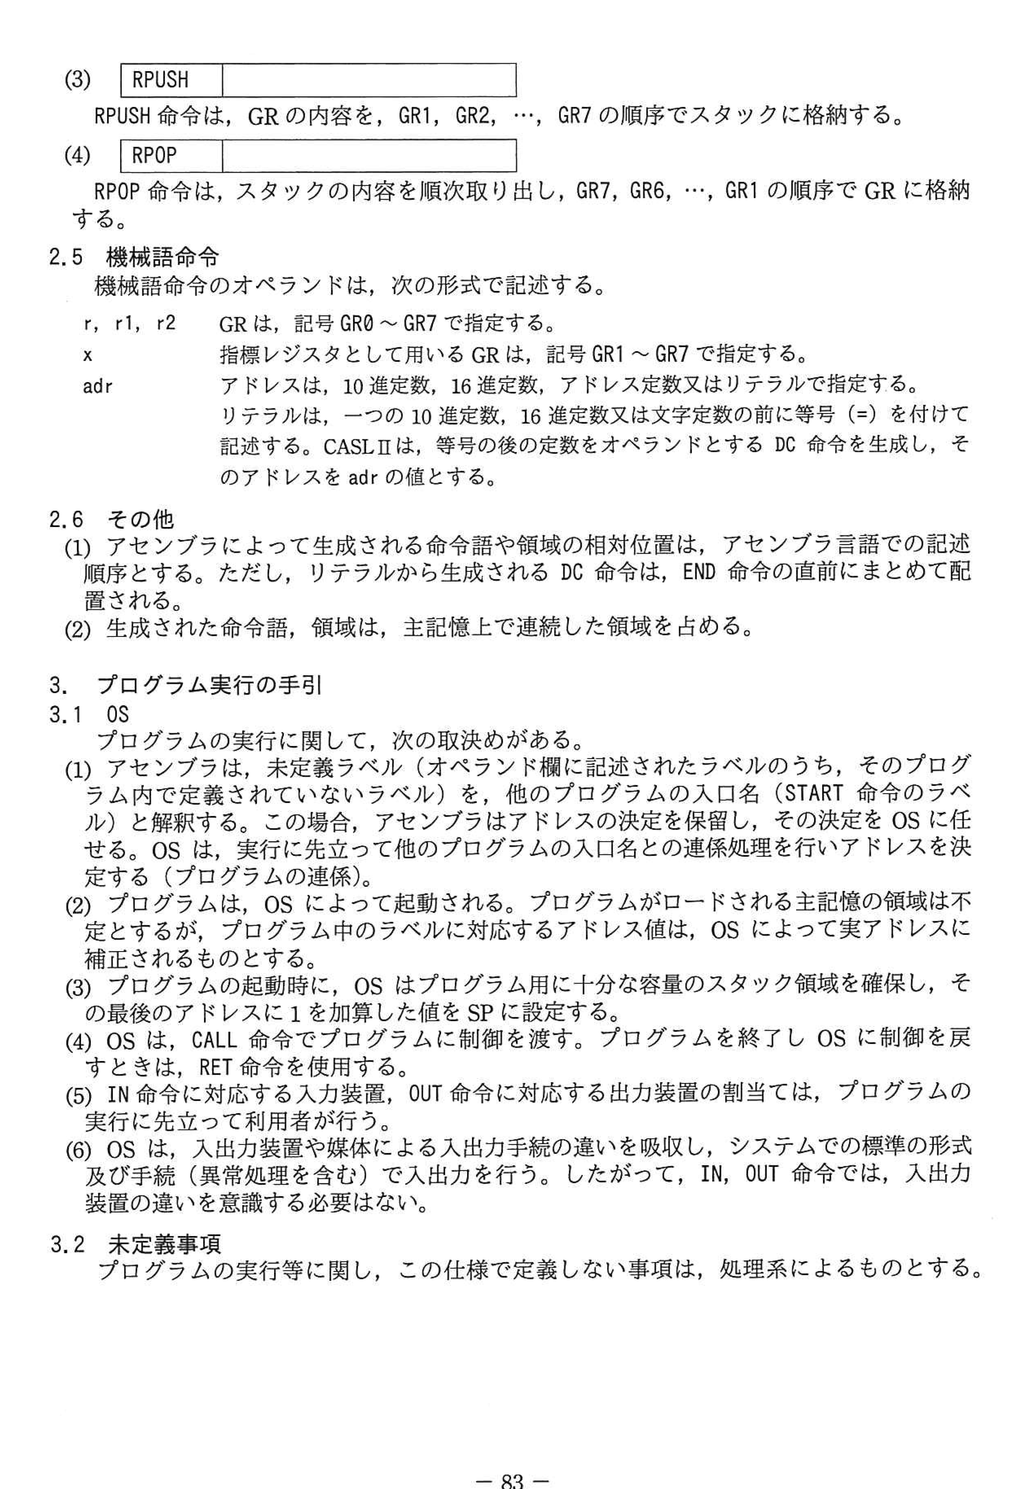 (3) RPUSH
RPUSH 命令は，GR の内容を，GR1，GR2，…，GR7 の順序でスタックに格納する。
(4) RPOP
RPOP 命令は，スタックの内容を順次取り出し，GR7，GR6，…，GR1 の順序で GR に格納
する。
2.5 機械語命令
機械語命令のオペランドは，次の形式で記述する。
r，r1，r2 GR は，記号 GR0 ～ GR7 で指定する。
x 指標レジスタとして用いる GR は，記号 GR1 ～ GR7 で指定する。
adr アドレスは，10 進定数，16 進定数，アドレス定数又はリテラルで指定する。
リテラルは，一つの 10 進定数，16 進定数又は文字定数の前に等号（=）を付けて
記述する。CASLⅡは，等号の後の定数をオペランドとする DC 命令を生成し，そ
のアドレスを adr の値とする。
2.6 その他
(1) アセンブラによって生成される命令語や領域の相対位置は，アセンブラ言語での記述
順序とする。ただし，リテラルから生成される DC 命令は，END 命令の直前にまとめて配
置される。
(2) 生成された命令語，領域は，主記憶上で連続した領域を占める。
3. プログラム実行の手引
3.1 OS
プログラムの実行に関して，次の取決めがある。
(1) アセンブラは，未定義ラベル（オペランド欄に記述されたラベルのうち，そのプログ
ラム内で定義されていないラベル）を，他のプログラムの入口名（START 命令のラベ
ル）と解釈する。この場合，アセンブラはアドレスの決定を保留し，その決定を OS に任
せる。OS は，実行に先立って他のプログラムの入口名との連係処理を行いアドレスを決
定する（プログラムの連係）。
(2) プログラムは，OS によって起動される。プログラムがロードされる主記憶の領域は不
定とするが，プログラム中のラベルに対応するアドレス値は，OS によって実アドレスに
補正されるものとする。
(3) プログラムの起動時に，OS はプログラム用に十分な容量のスタック領域を確保し，そ
の最後のアドレスに 1 を加算した値を SP に設定する。
(4) OS は，CALL 命令でプログラムに制御を渡す。プログラムを終了し OS に制御を戻
すときは，RET 命令を使用する。
(5) IN 命令に対応する入力装置，OUT 命令に対応する出力装置の割当ては，プログラムの
実行に先立って利用者が行う。
(6) OS は，入出力装置や媒体による入出力手続の違いを吸収し，システムでの標準の形式
及び手続（異常処理を含む）で入出力を行う。したがって，IN，OUT 命令では，入出力
装置の違いを意識する必要はない。
3.2 未定義事項
プログラムの実行等に関し，この仕様で定義しない事項は，処理系によるものとする。
－ 83 －